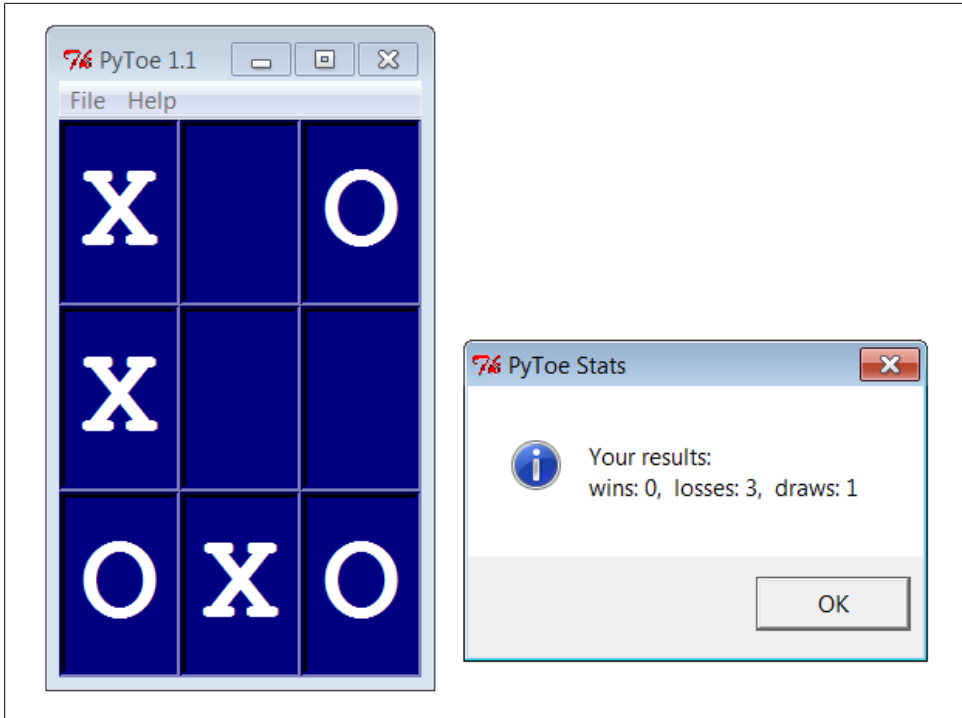 PyToe 1.1
File Help
X O
X
O X O
PyToe Stats
Your results:
wins: 0, losses: 3, draws: 1
OK